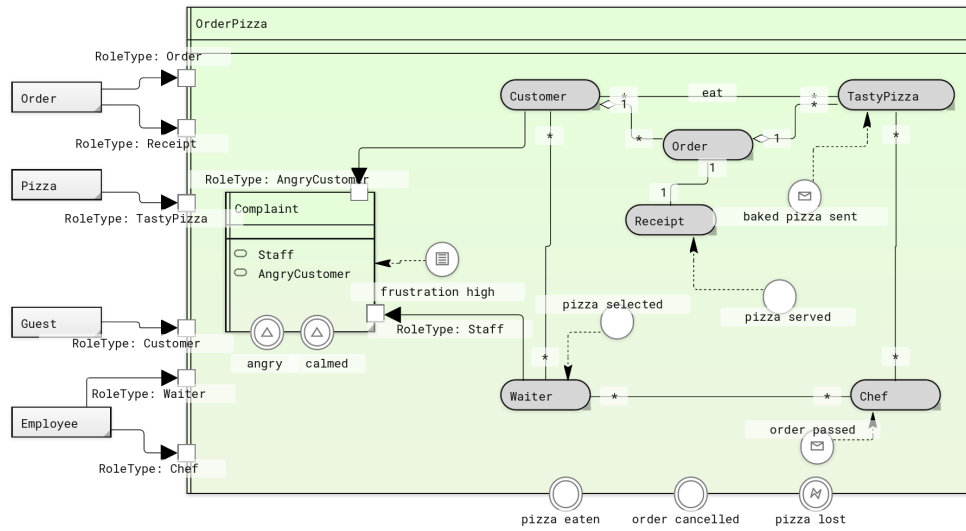 OrderPizza
RoleType: Order
Order
RoleType: Receipt
Pizza
RoleType: TastyPizza
Guest
RoleType: Customer
RoleType: Waiter
Employee
RoleType: Chef
RoleType: AngryCustomer
Complaint
Staff
AngryCustomer
frustration high
RoleType: Staff
angry
calmed
Customer
*
eat
*
TastyPizza
1
*
*
Order
1
*
*
1
1
Receipt
baked pizza sent
pizza served
pizza selected
*
*
*
Waiter
*
*
Chef
order passed
pizza eaten
order cancelled
pizza lost